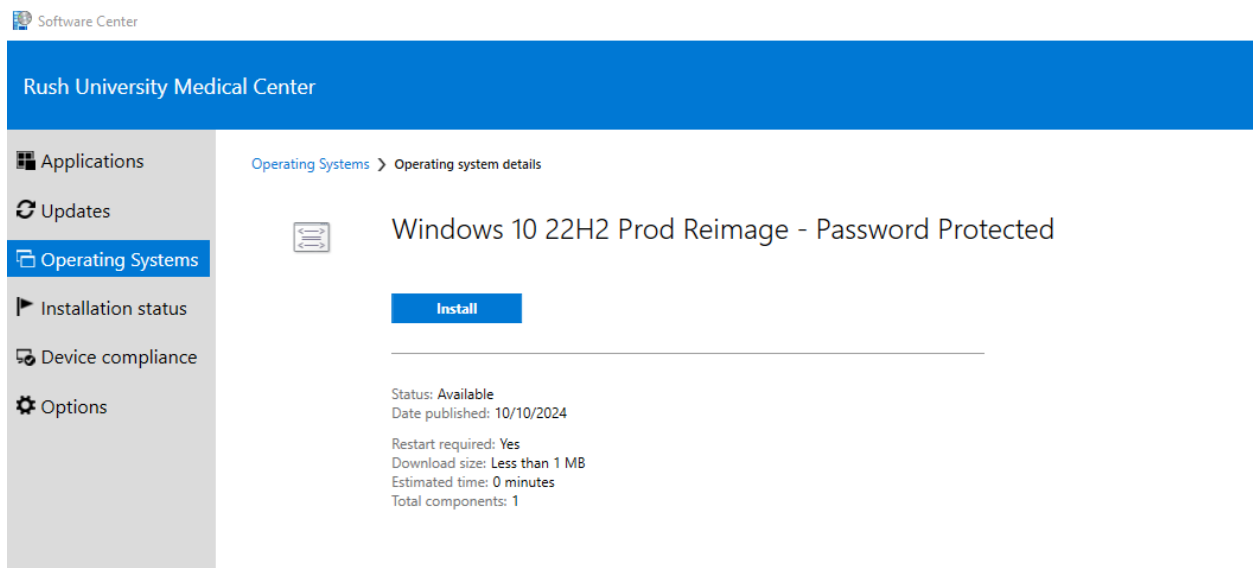 Software Center
Rush University Medical Center
Applications
Updates
Operating Systems
Installation status
Device compliance
Options
Operating Systems ❯ Operating system details
Windows 10 22H2 Prod Reimage - Password Protected
Install
Status: Available
Date published: 10/10/2024
Restart required: Yes
Download size: Less than 1 MB
Estimated time: 0 minutes
Total components: 1